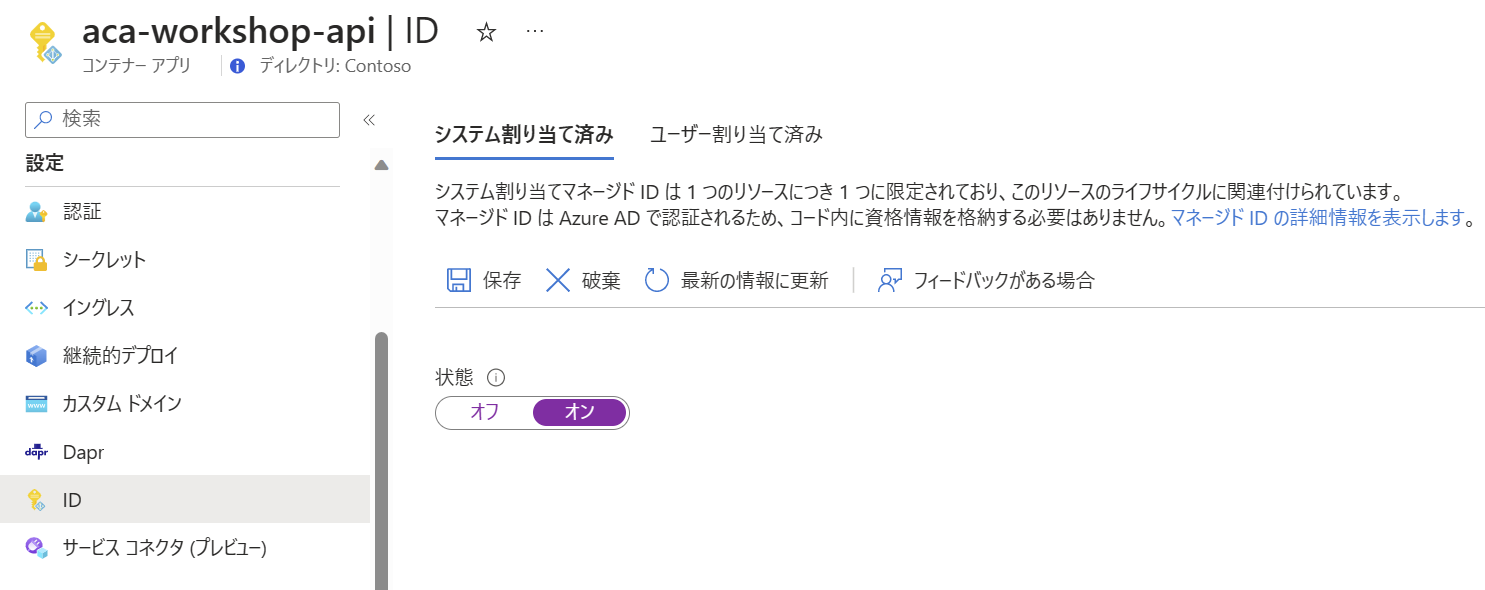 aca-workshop-api | ID
コンテナー アプリ
ディレクトリ: Contoso
検索
設定
認証
シークレット
イングレス
継続的デプロイ
カスタム ドメイン
dapr Dapr
ID
サービス コネクタ (プレビュー)
システム割り当て済み ユーザー割り当て済み
システム割り当てマネージド ID は 1 つのリソースにつき 1 つに限定されており、このリソースのライフサイクルに関連付けられています。
マネージド ID は Azure AD で認証されるため、コード内に資格情報を格納する必要はありません。マネージド ID の詳細情報を表示します。
保存 破棄 最新の情報に更新 フィードバックがある場合
状態
オフ オン